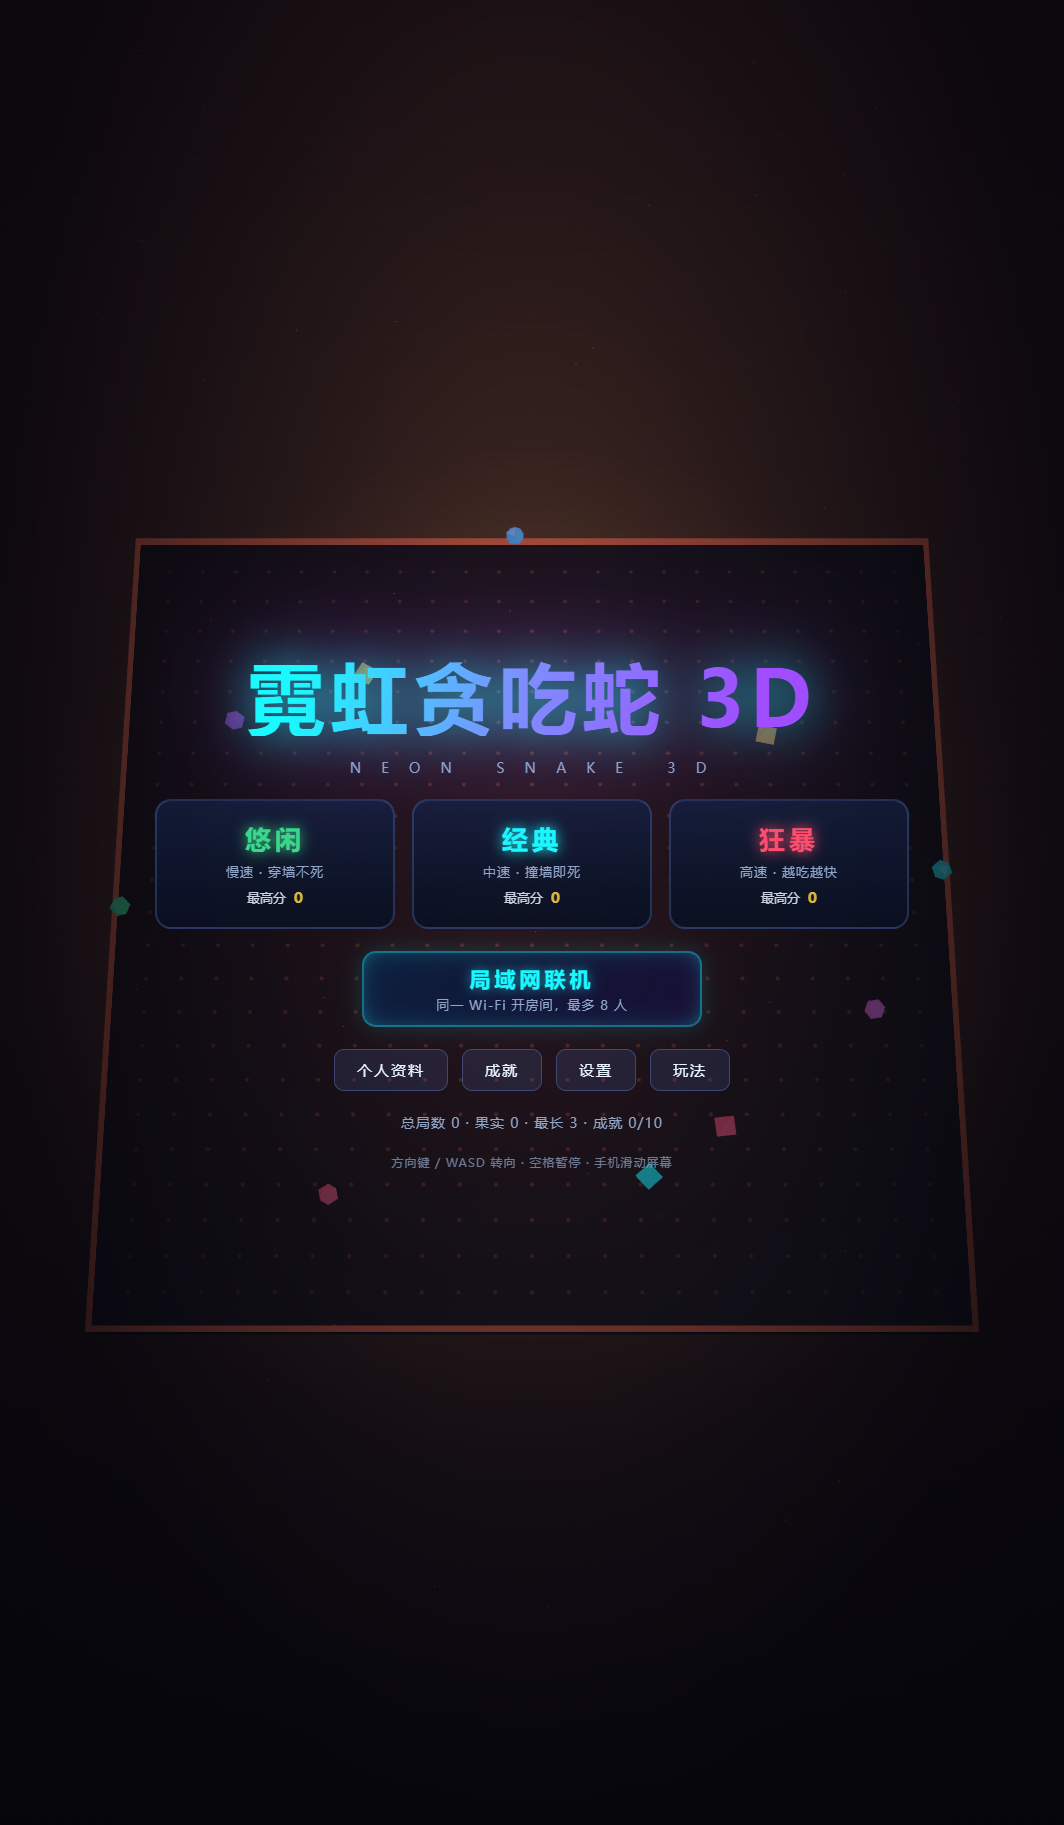 霓虹贪吃蛇 3D
NEON SNAKE 3D
悠闲
慢速 · 穿墙不死
最高分 0
经典
中速 · 撞墙即死
最高分 0
狂暴
高速 · 越吃越快
最高分 0
局域网联机
同一 Wi-Fi 开房间，最多 8 人
个人资料
成就
设置
玩法
总局数 0 · 果实 0 · 最长 3 · 成就 0/10
方向键 / WASD 转向 · 空格暂停 · 手机滑动屏幕